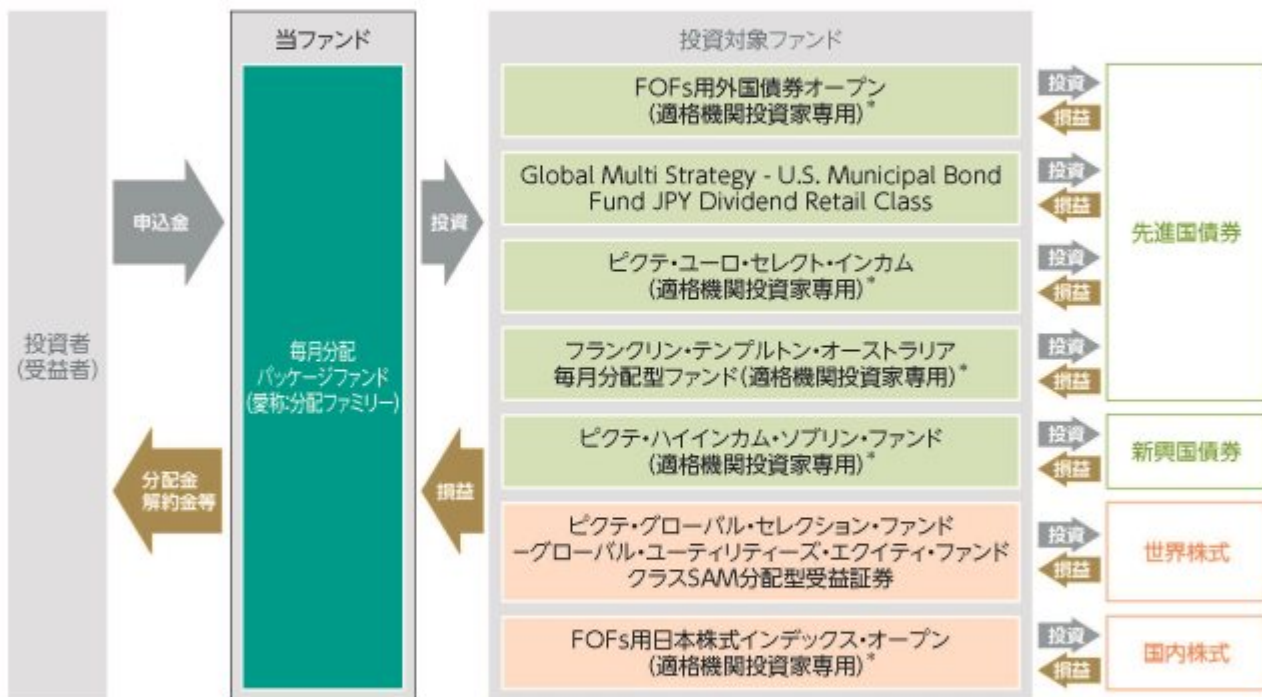 当ファンド
投資対象ファンド
投資者
(受益者)
申込金
分配金
解約金等
毎月分配
パッケージファンド
(愛称:分配ファミリー)
投資
損益
FOFs用外国債券オープン
(適格機関投資家専用)*
投資
損益
Global Multi Strategy - U.S. Municipal Bond
Fund JPY Dividend Retail Class
投資
損益
ピクテ・ユーロ・セレクト・インカム
(適格機関投資家専用)*
投資
損益
フランクリン・テンプルトン・オーストラリア
毎月分配型ファンド(適格機関投資家専用)*
投資
損益
先進国債券
ピクテ・ハイインカム・ソブリン・ファンド
(適格機関投資家専用)*
投資
損益
新興国債券
ピクテ・グローバル・セレクション・ファンド
-グローバル・ユーティリティーズ・エクイティ・ファンド
クラスSAM分配型受益証券
投資
損益
世界株式
FOFs用日本株式インデックス・オープン
(適格機関投資家専用)*
投資
損益
国内株式